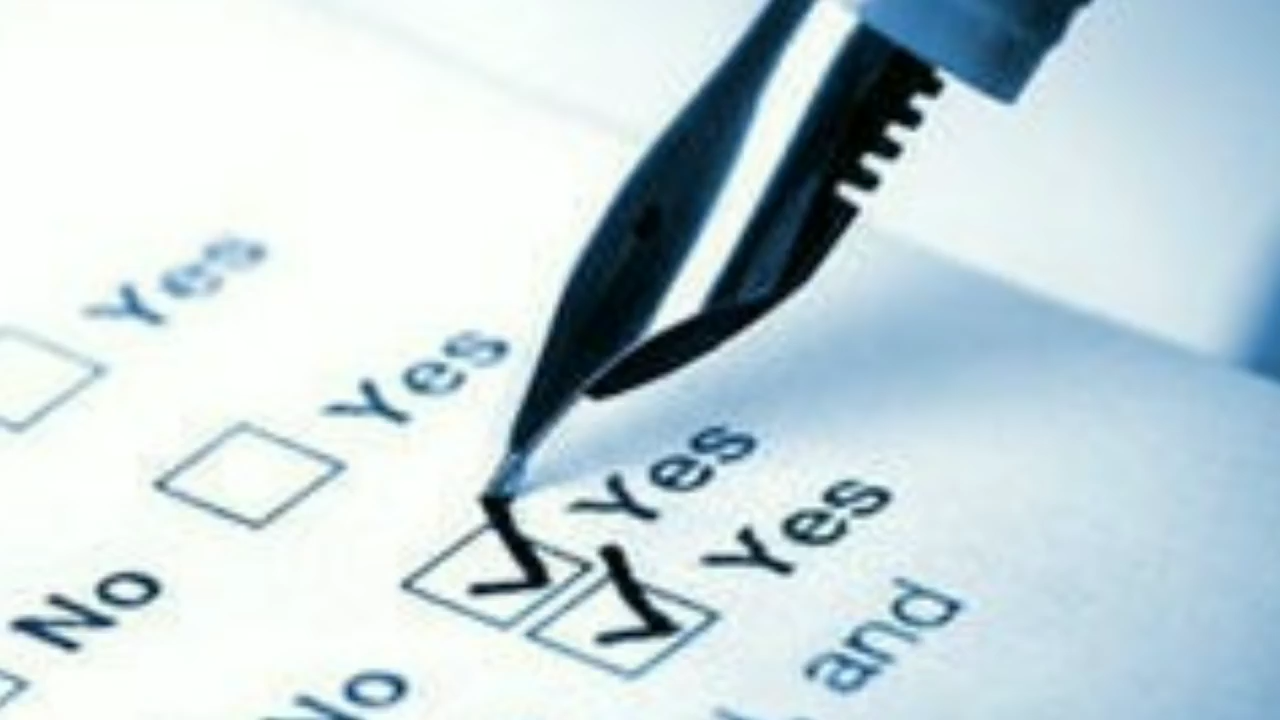 Yes
Yes
Yes
Yes
No
No
and